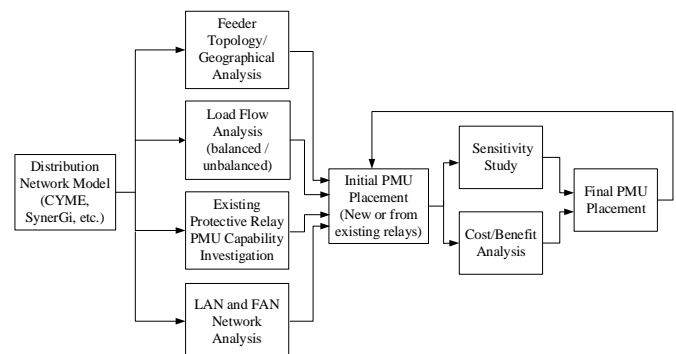 Feeder
Topology/
Geographical
Analysis
Load Flow
Analysis
(balanced /
unbalanced)
Distribution
Network Model
(CYME,
SynerGi, etc.)
Existing
Protective Relay
PMU Capability
Investigation
LAN and FAN
Network
Analysis
Initial PMU
Placement
(New or from
existing relays)
Sensitivity
Study
Cost/Benefit
Analysis
Final PMU
Placement